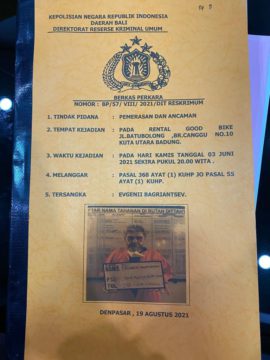 KEPOLISIAN NEGARA REPUBLIK INDONESIA
DAERAH BALI
DIREKTORAT RESERSE KRIMINAL UMUM
BERKAS PERKARA
NOMOR : BP/57/ VIII/ 2021/DIT RESKRIMUM
1. TINDAK PIDANA : PEMERASAN DAN ANCAMAN
2. TEMPAT KEJADIAN : PADA RENTAL GOOD BIKE
JL.BATUBOLONG ,BR.CANGGU NO.10
KUTA UTARA BADUNG.
3. WAKTU KEJADIAN : PADA HARI KAMIS TANGGAL 03 JUNI
2021 SEKIRA PUKUL 20.00 WITA .
4. MELANGGAR : PASAL 368 AYAT (1) KUHP JO PASAL 55
AYAT (1) KUHP.
5. TERSANGKA : EVGENII BAGRIANTSEV.
DENPASAR, 19 AGUSTUS 2021